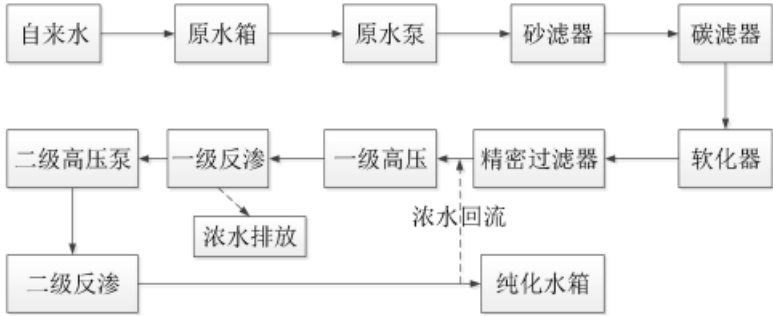 自来水
原水箱
原水泵
砂滤器
碳滤器
二级高压泵
一级反渗
一级高压
精密过滤器
软化器
浓水排放
浓水回流
二级反渗
纯化水箱